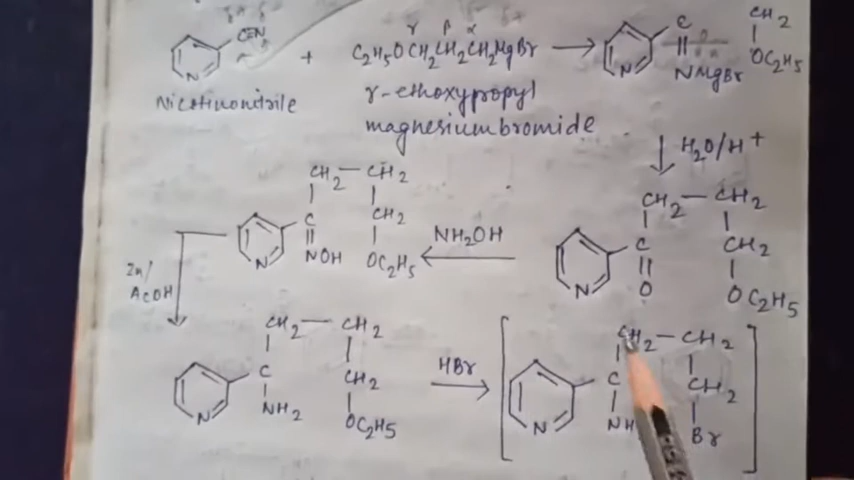 C≡N
C CH2
N + C2H5OCH2CH2CH2MgBr N OC2H5
γ β α
Nicotinonitrile γ-ethoxypropyl NMgBr
magnesiumbromide
H2O/H+
CH2—CH2
C CH2 NH2OH CH2—CH2
N NOH OC2H5 C CH2
Zn/ N O OC2H5
AcOH
CH2—CH2 CH2—CH2
C CH2 HBr C CH2
N NH2 OC2H5 N NH Br